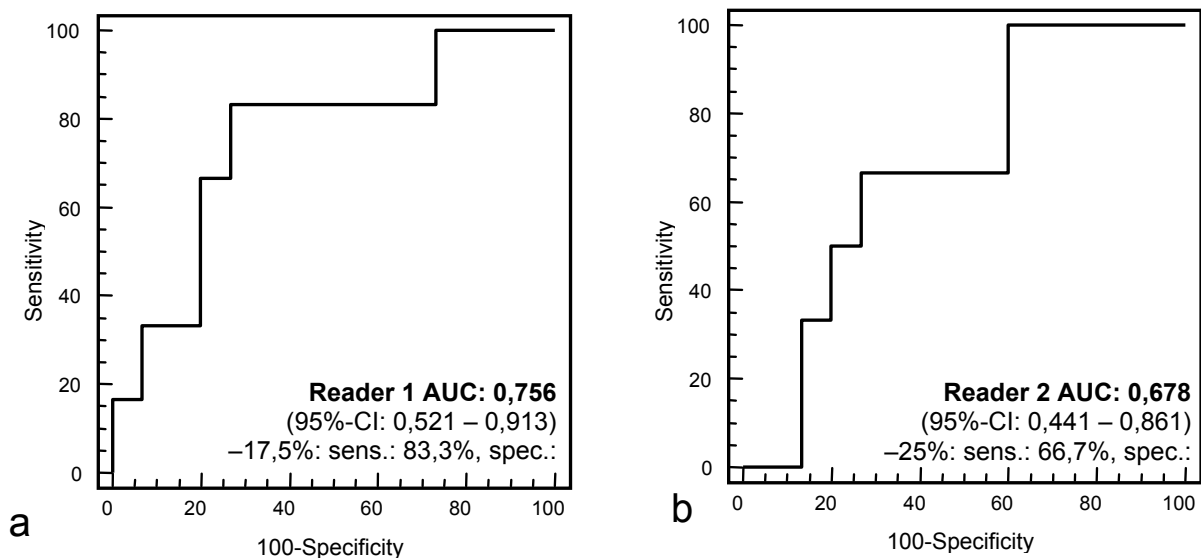 100
80
60
40
20
0
Sensitivity
Reader 1 AUC: 0,756
(95%-CI: 0,521 – 0,913)
–17,5%: sens.: 83,3%, spec.:
0 20 40 60 80 100
100-Specificity
a
100
80
60
40
20
0
Sensitivity
Reader 2 AUC: 0,678
(95%-CI: 0,441 – 0,861)
–25%: sens.: 66,7%, spec.:
0 20 40 60 80 100
100-Specificity
b